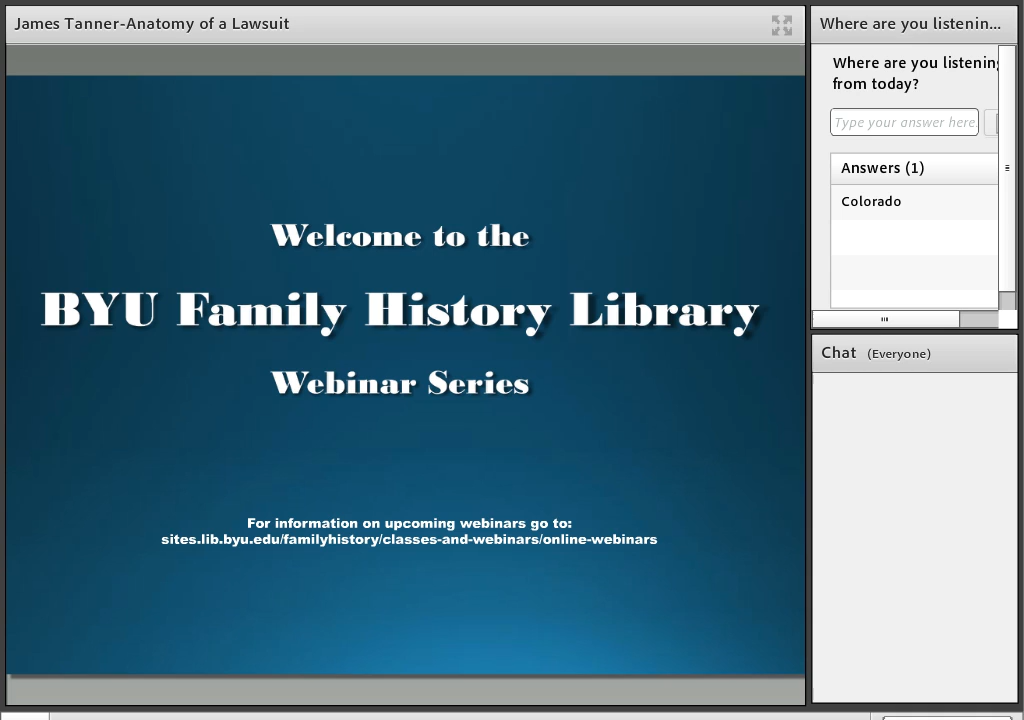 James Tanner-Anatomy of a Lawsuit
Welcome to the
BYU Family History Library
Webinar Series
For information on upcoming webinars go to:
sites.lib.byu.edu/familyhistory/classes-and-webinars/online-webinars
Where are you listenin...
Where are you listening
from today?
Type your answer here.
Answers (1)
Colorado
Chat (Everyone)